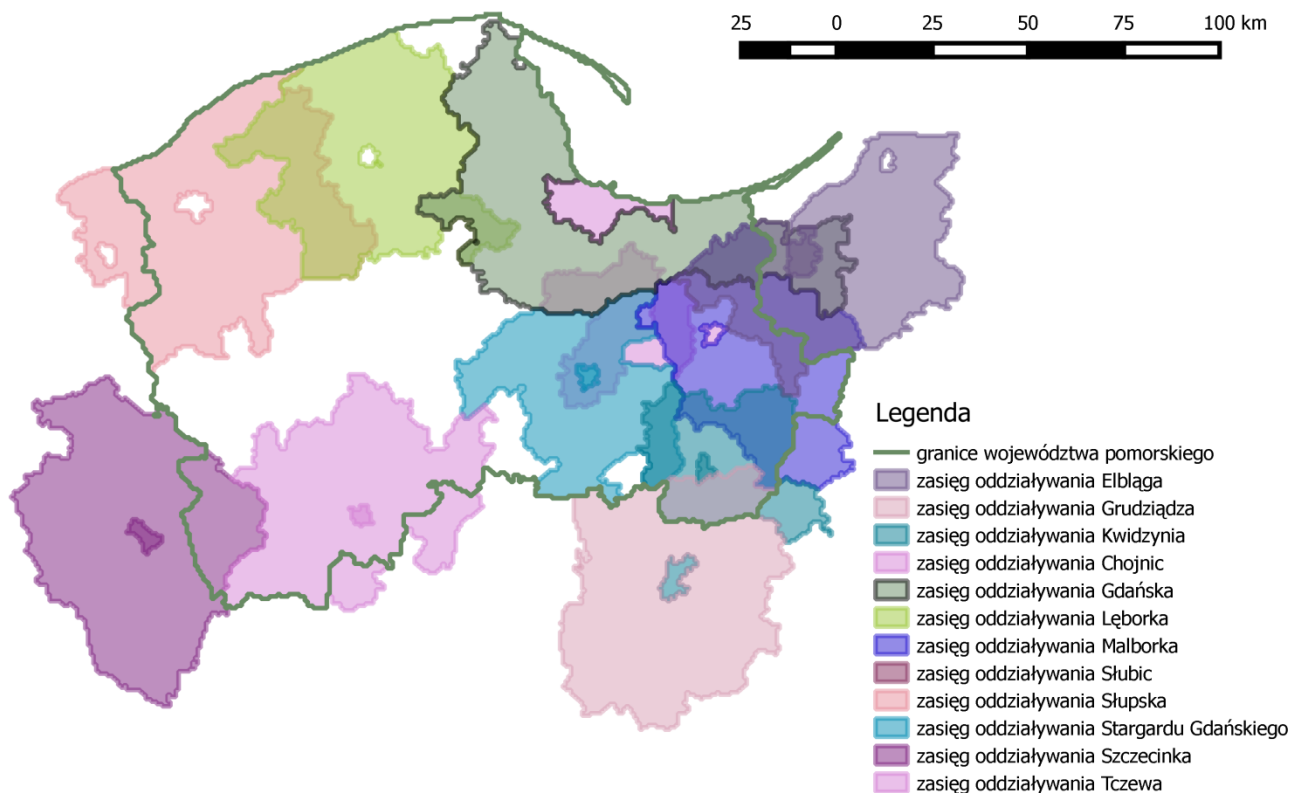 25 0 25 50 75 100 km
Legenda
granice województwa pomorskiego
zasięg oddziaływania Elbląga
zasięg oddziaływania Grudziądza
zasięg oddziaływania Kwidzynia
zasięg oddziaływania Chojnic
zasięg oddziaływania Gdańska
zasięg oddziaływania Lęborka
zasięg oddziaływania Malborka
zasięg oddziaływania Słubic
zasięg oddziaływania Słupska
zasięg oddziaływania Stargardu Gdańskiego
zasięg oddziaływania Szczecinka
zasięg oddziaływania Tczewa